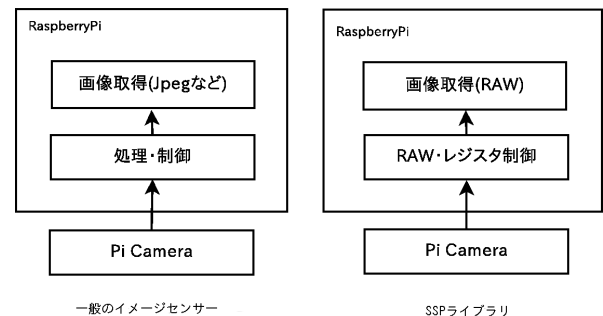 RaspberryPi
画像取得(Jpegなど)
処理・制御
Pi Camera
一般のイメージセンサー
RaspberryPi
画像取得(RAW)
RAW・レジスタ制御
Pi Camera
SSPライブラリ